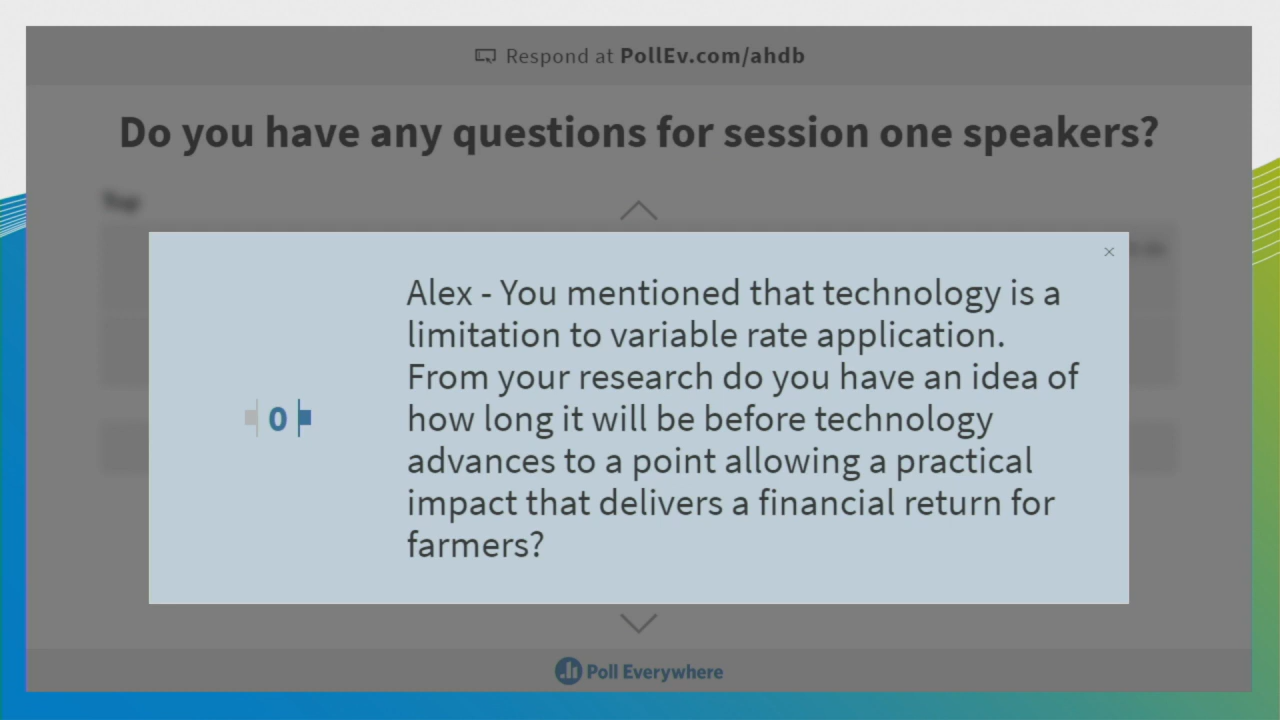 Respond at PollEv.com/ahdb
Do you have any questions for session one speakers?
Top
Alex - You mentioned that technology is a
limitation to variable rate application.
From your research do you have an idea of
how long it will be before technology
advances to a point allowing a practical
impact that delivers a financial return for
farmers?
0
Poll Everywhere